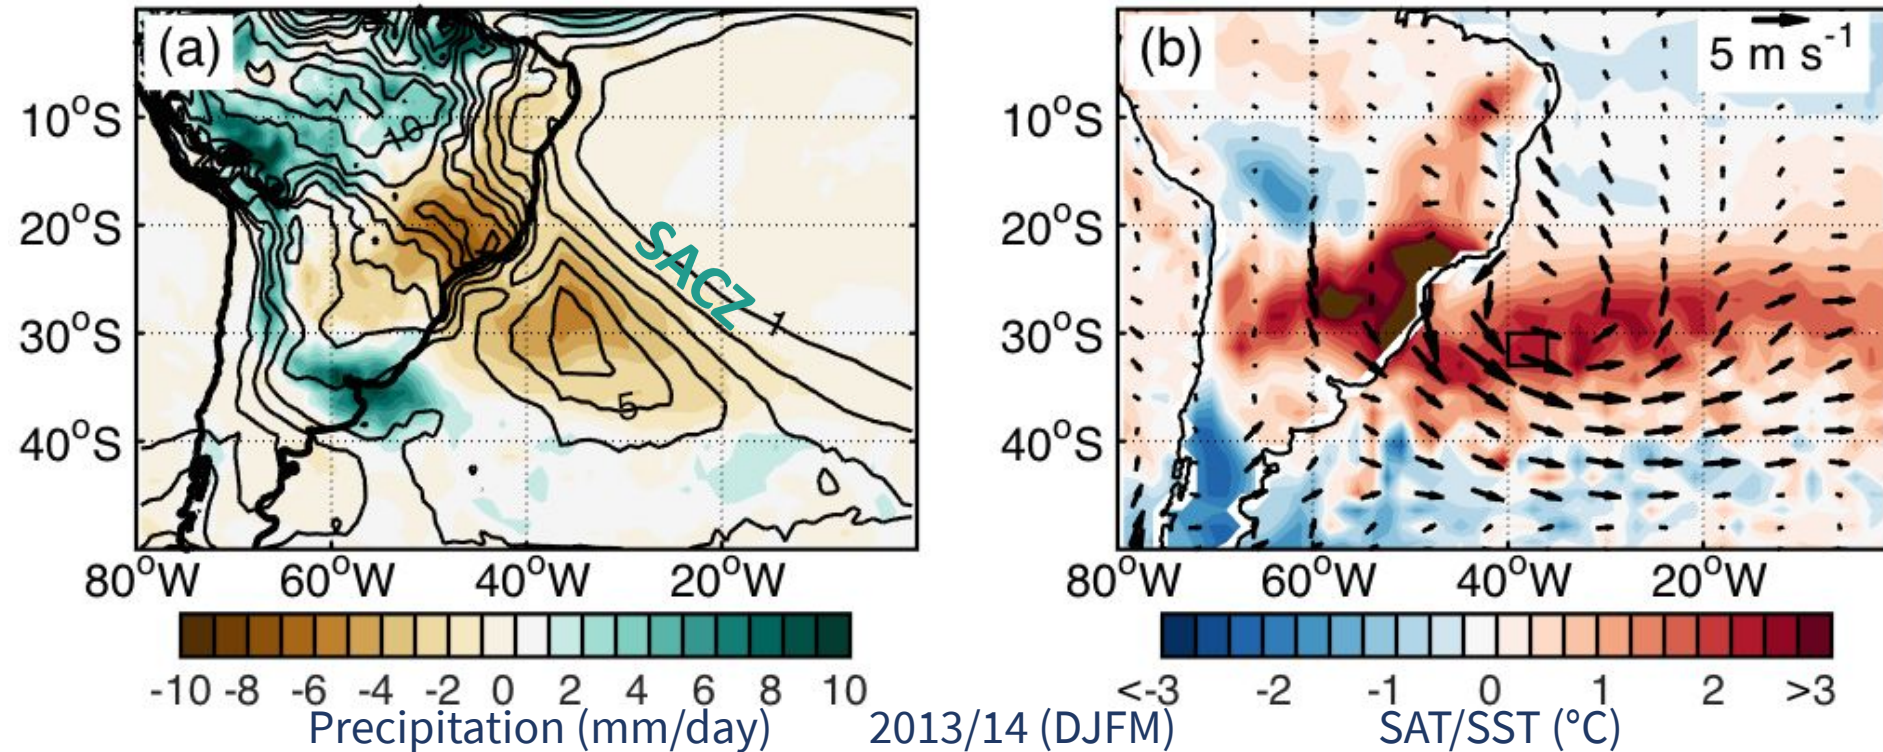 (a)
10
SACZ
1
5
10°S
20°S
30°S
40°S
80°W 60°W 40°W 20°W
-10 -8 -6 -4 -2 0 2 4 6 8 10
Precipitation (mm/day)
2013/14 (DJFM)
(b)
5 m s-1
10°S
20°S
30°S
40°S
80°W 60°W 40°W 20°W
<-3 -2 -1 0 1 2 >3
SAT/SST (°C)